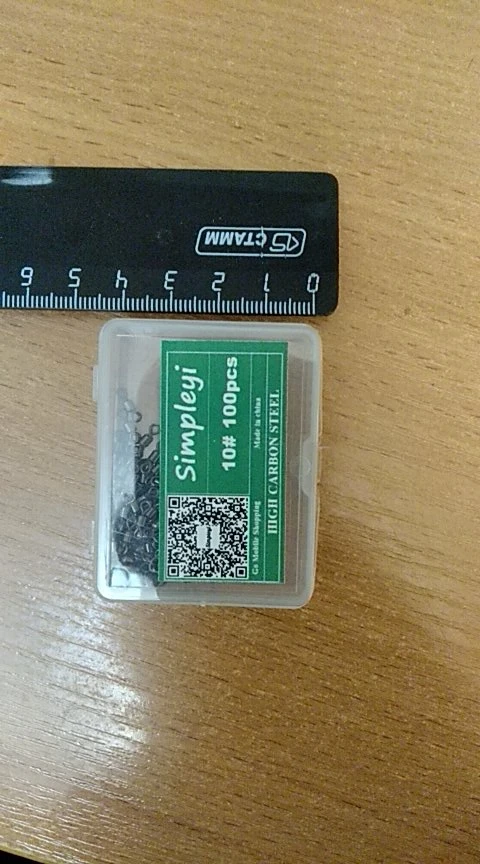 СТАММ
0 1 2 3 4 5 6
Simpleyi
10# 100pcs
Made in china
Go Moblie Shopping
HIGH CARBON STEEL